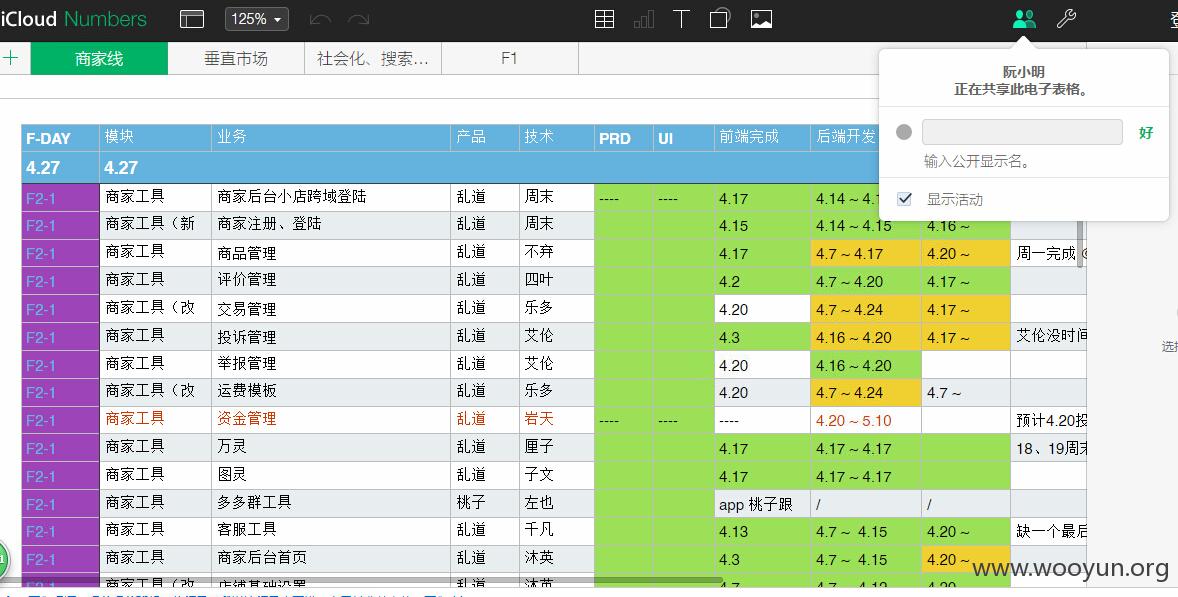 iCloud Numbers 125%
商家线 垂直市场 社会化、搜索… F1
阮小明
正在共享此电子表格。
好
输入公开显示名。
显示活动
F-DAY 模块 业务 产品 技术 PRD UI 前端完成 后端开发
4.27 4.27
F2-1 商家工具 商家后台小店跨域登陆 乱道 周末 ---- ---- 4.17 4.14 ~ 4.1
F2-1 商家工具（新 商家注册、登陆 乱道 周末 4.15 4.14 ~ 4.15 4.16 ~
F2-1 商家工具 商品管理 乱道 不弃 4.17 4.7 ~ 4.17 4.20 ~ 周一完成
F2-1 商家工具 评价管理 乱道 四叶 4.2 4.7 ~ 4.20 4.17 ~
F2-1 商家工具（改 交易管理 乱道 乐多 4.20 4.7 ~ 4.24 4.17 ~
F2-1 商家工具 投诉管理 乱道 艾伦 4.3 4.16 ~ 4.20 4.17 ~ 艾伦没时间
F2-1 商家工具 举报管理 乱道 艾伦 4.20 4.16 ~ 4.20
F2-1 商家工具（改 运费模板 乱道 乐多 4.20 4.7 ~ 4.24 4.7 ~
F2-1 商家工具 资金管理 乱道 岩天 ---- ---- ---- 4.20 ~ 5.10 预计4.20投
F2-1 商家工具 万灵 乱道 厘子 4.17 4.17 ~ 4.17 18、19周末
F2-1 商家工具 图灵 乱道 子文 4.17 4.17 ~ 4.17
F2-1 商家工具 多多群工具 桃子 左也 app 桃子跟 / /
F2-1 商家工具 客服工具 乱道 千凡 4.13 4.7 ~ 4.15 4.20 ~ 缺一个最后
F2-1 商家工具 商家后台首页 乱道 沐英 4.3 4.7 ~ 4.15 4.20 ~
www.wooyun.org